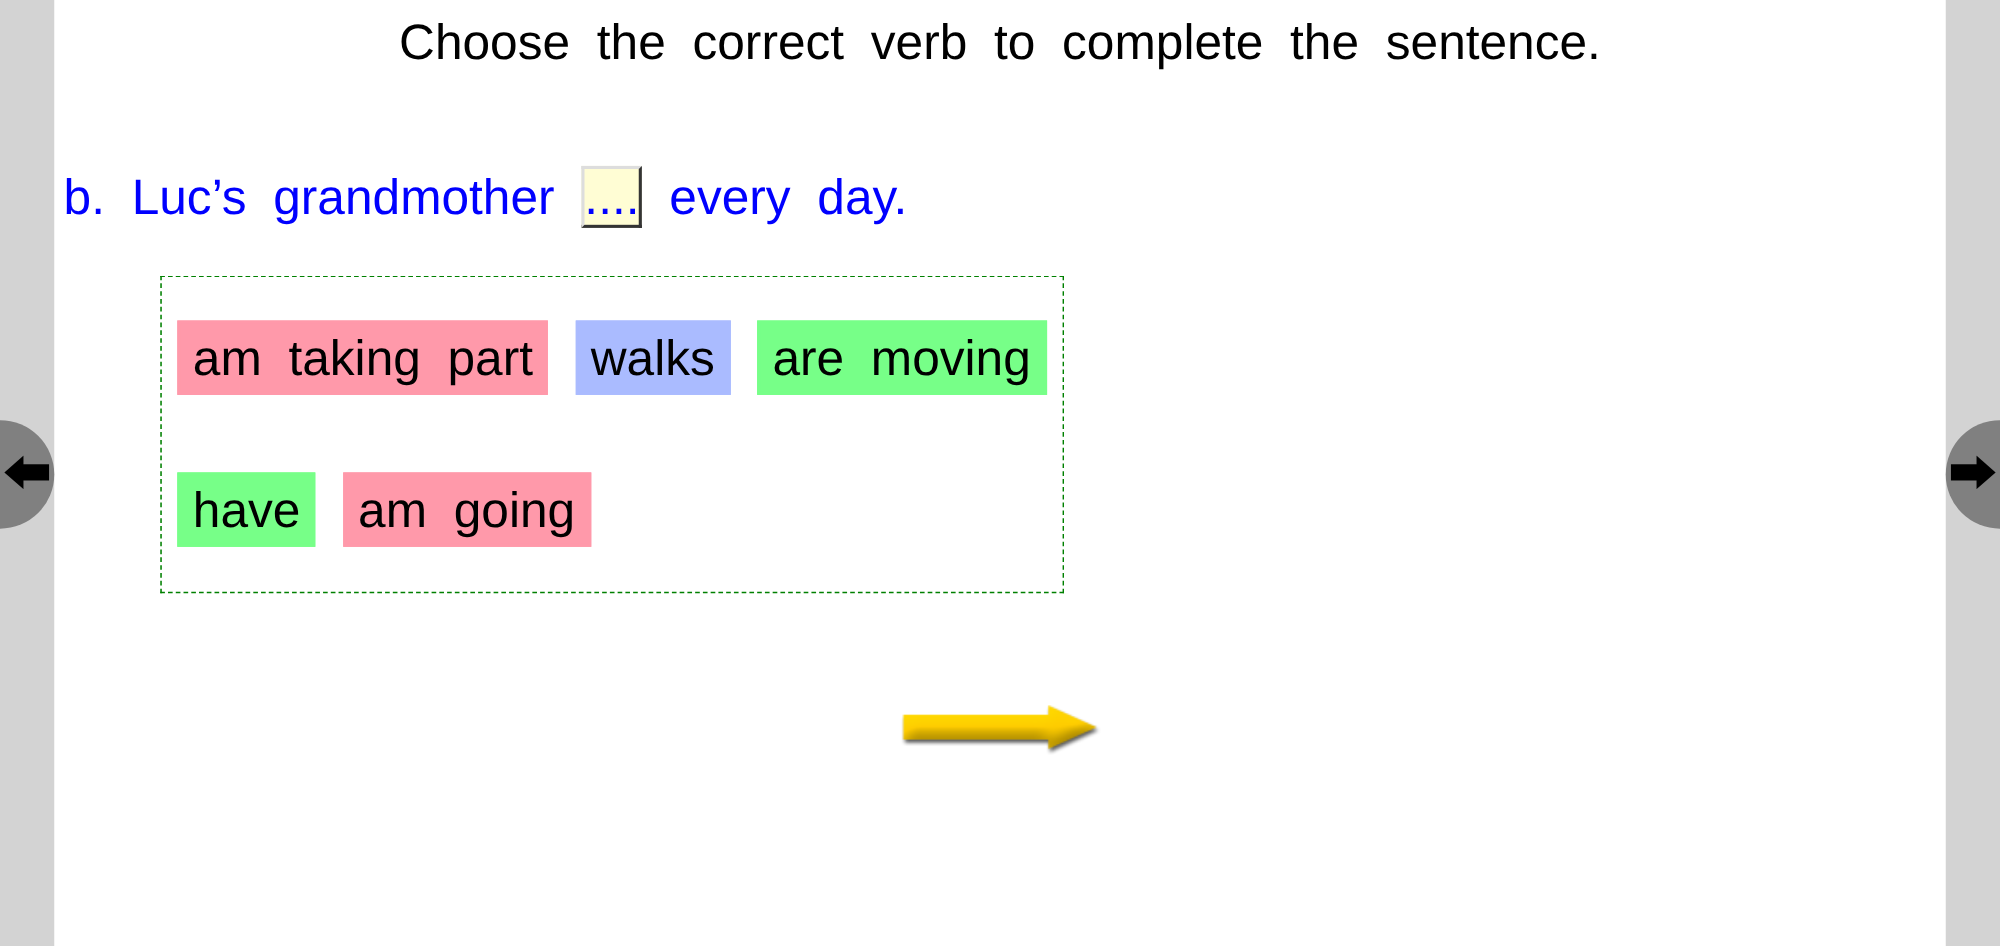 Choose the correct verb to complete the sentence.
b. Luc’s grandmother .... every day.
am taking part walks are moving
have am going